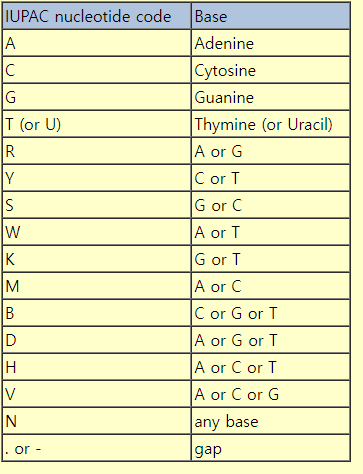 IUPAC nucleotide code Base
A Adenine
C Cytosine
G Guanine
T (or U) Thymine (or Uracil)
R A or G
Y C or T
S G or C
W A or T
K G or T
M A or C
B C or G or T
D A or G or T
H A or C or T
V A or C or G
N any base
. or - gap